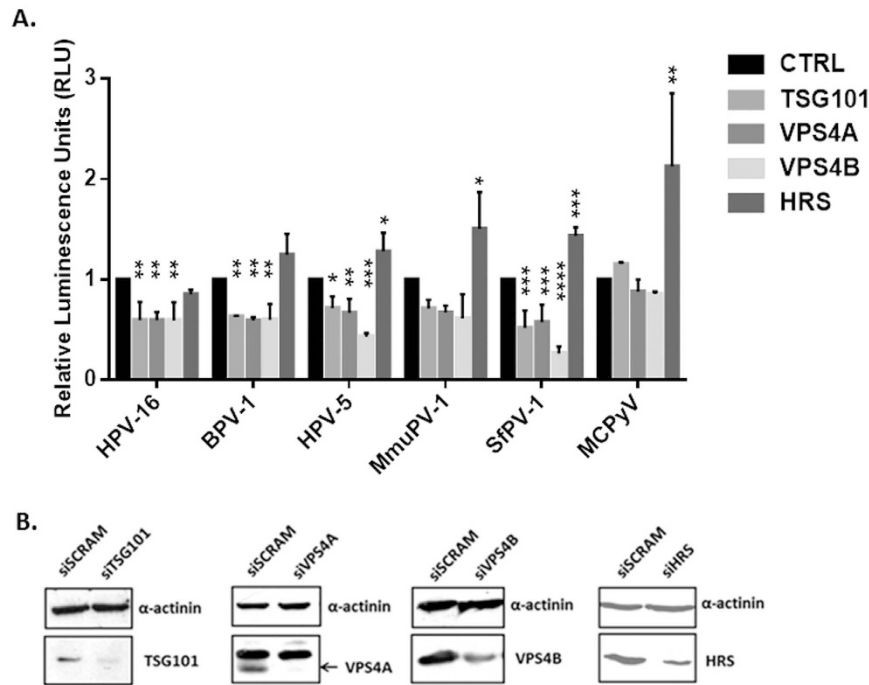 A.
Relative Luminescence Units (RLU)
3
2
1
0
CTRL
TSG101
VPS4A
VPS4B
HRS
** ** **
** ** **
* ** *** *
*
*** *** **** ***
**
HPV-16
BPV-1
HPV-5
MmuPV-1
SfPV-1
MCPyV
B.
siSCRAM siTSG101
α-actinin
TSG101
siSCRAM siVPS4A
α-actinin
← VPS4A
siSCRAM siVPS4B
α-actinin
VPS4B
siSCRAM siHRS
α-actinin
HRS